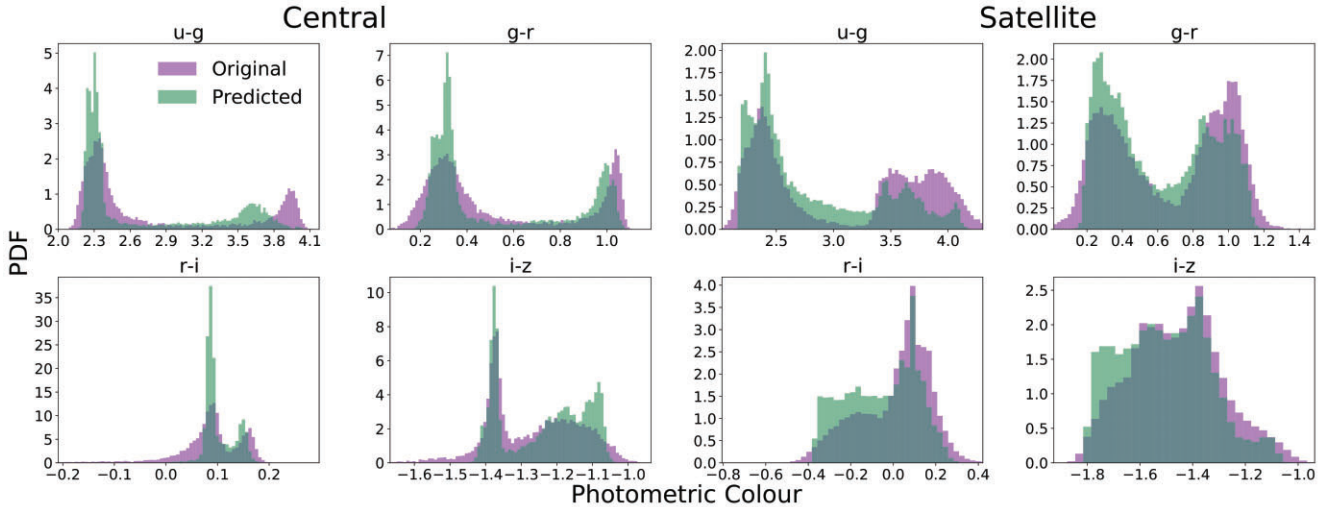 Central
Satellite
u-g
g-r
u-g
g-r
Original
Predicted
5
4
3
2
1
0
2.0 2.3 2.6 2.9 3.2 3.5 3.8 4.1
7
6
5
4
3
2
1
0
0.2 0.4 0.6 0.8 1.0
2.00
1.75
1.50
1.25
1.00
0.75
0.50
0.25
0.00
2.5 3.0 3.5 4.0
2.00
1.75
1.50
1.25
1.00
0.75
0.50
0.25
0.00
0.2 0.4 0.6 0.8 1.0 1.2 1.4
PDF
r-i
i-z
r-i
i-z
35
30
25
20
15
10
5
0
−0.2 −0.1 0.0 0.1 0.2
10
8
6
4
2
0
−1.6 −1.5 −1.4 −1.3 −1.2 −1.1 −1.0
4.0
3.5
3.0
2.5
2.0
1.5
1.0
0.5
0.0
−0.8 −0.6 −0.4 −0.2 0.0 0.2 0.4
2.5
2.0
1.5
1.0
0.5
0.0
−1.8 −1.6 −1.4 −1.2 −1.0
Photometric Colour